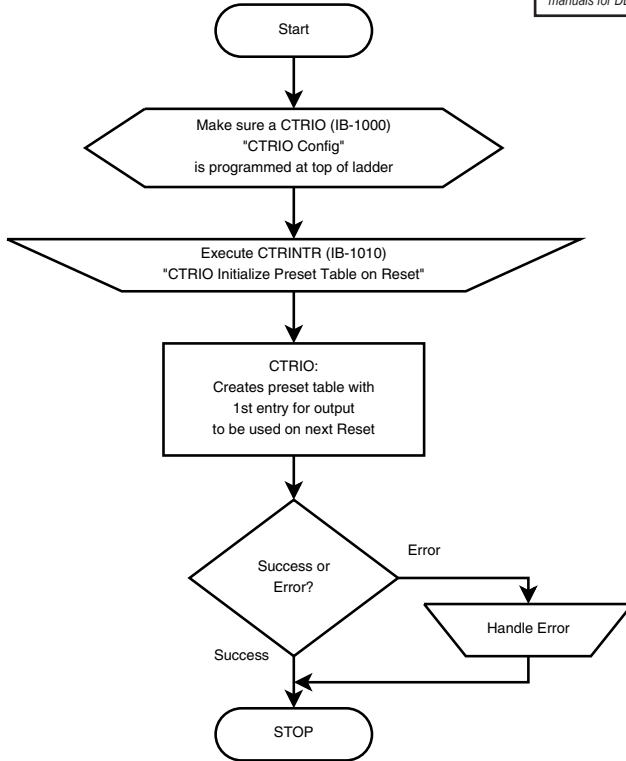 manuals for
Start
Make sure a CTRIO (IB-1000)
"CTRIO Config"
is programmed at top of ladder
Execute CTRINTR (IB-1010)
"CTRIO Initialize Preset Table on Reset"
CTRIO:
Creates preset table with
1st entry for output
to be used on next Reset
Success or
Error?
Error
Handle Error
Success
STOP